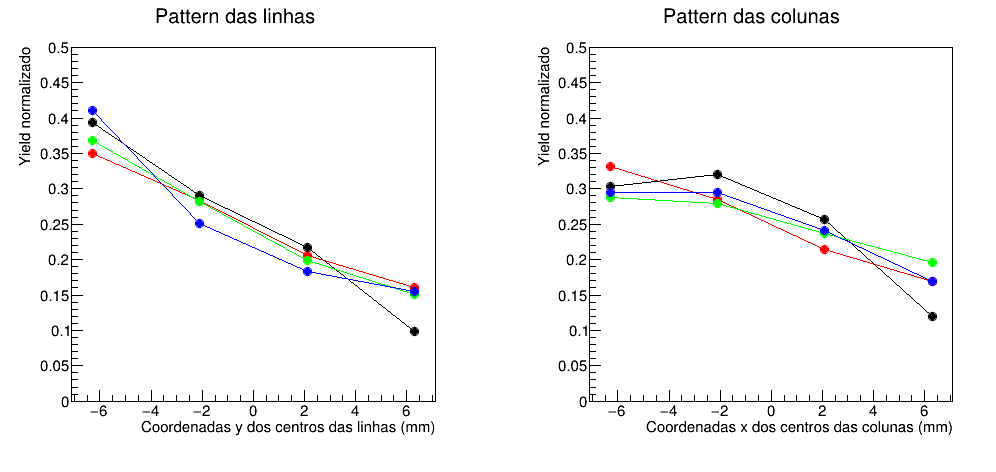 Pattern das linhas
Yield normalizado
0.5
0.45
0.4
0.35
0.3
0.25
0.2
0.15
0.1
0.05
0
−6 −4 −2 0 2 4 6
Coordenadas y dos centros das linhas (mm)
Pattern das colunas
Yield normalizado
0.5
0.45
0.4
0.35
0.3
0.25
0.2
0.15
0.1
0.05
0
−6 −4 −2 0 2 4 6
Coordenadas x dos centros das colunas (mm)